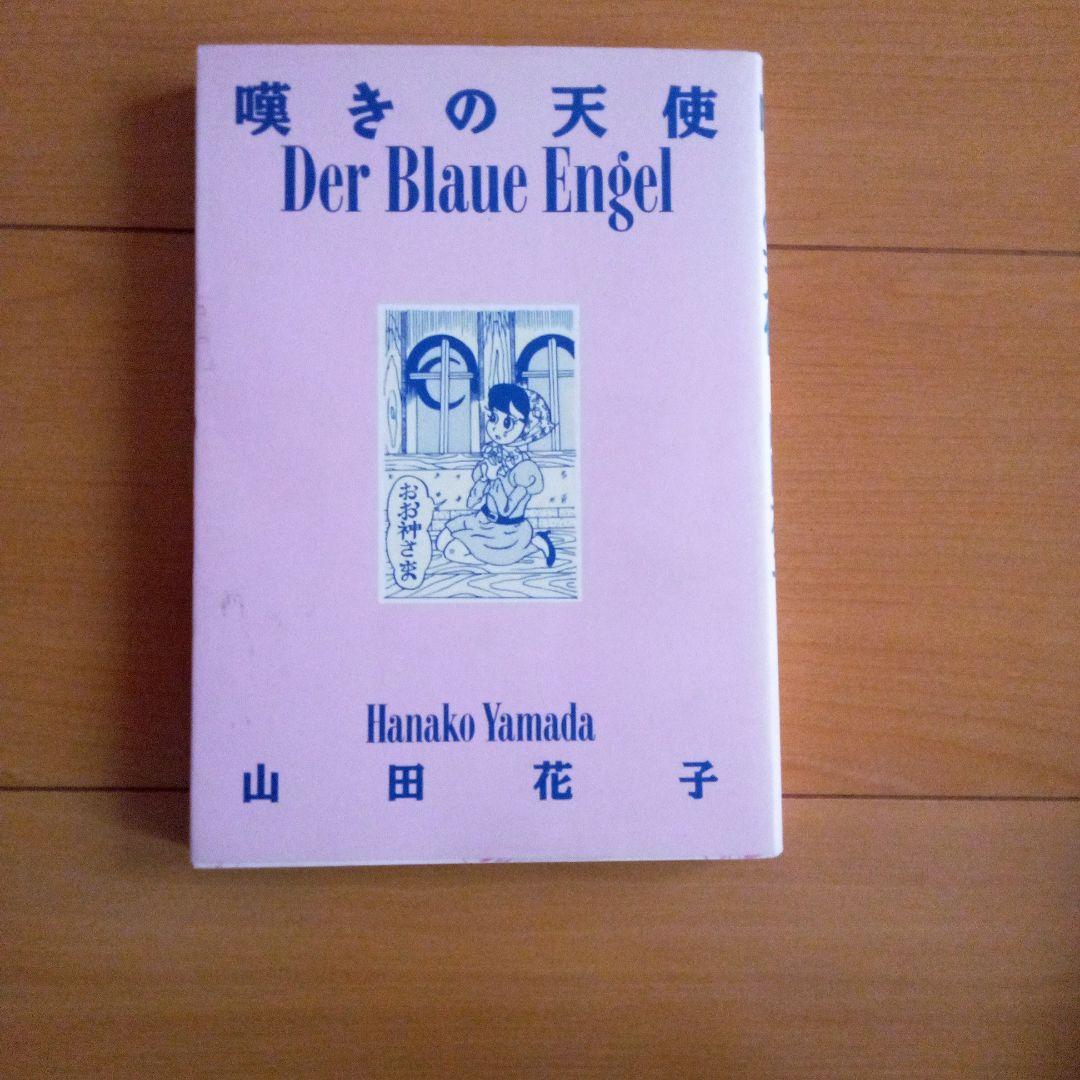 嘆きの天使
Der Blaue Engel
おお神さま
Hanako Yamada
山田花子